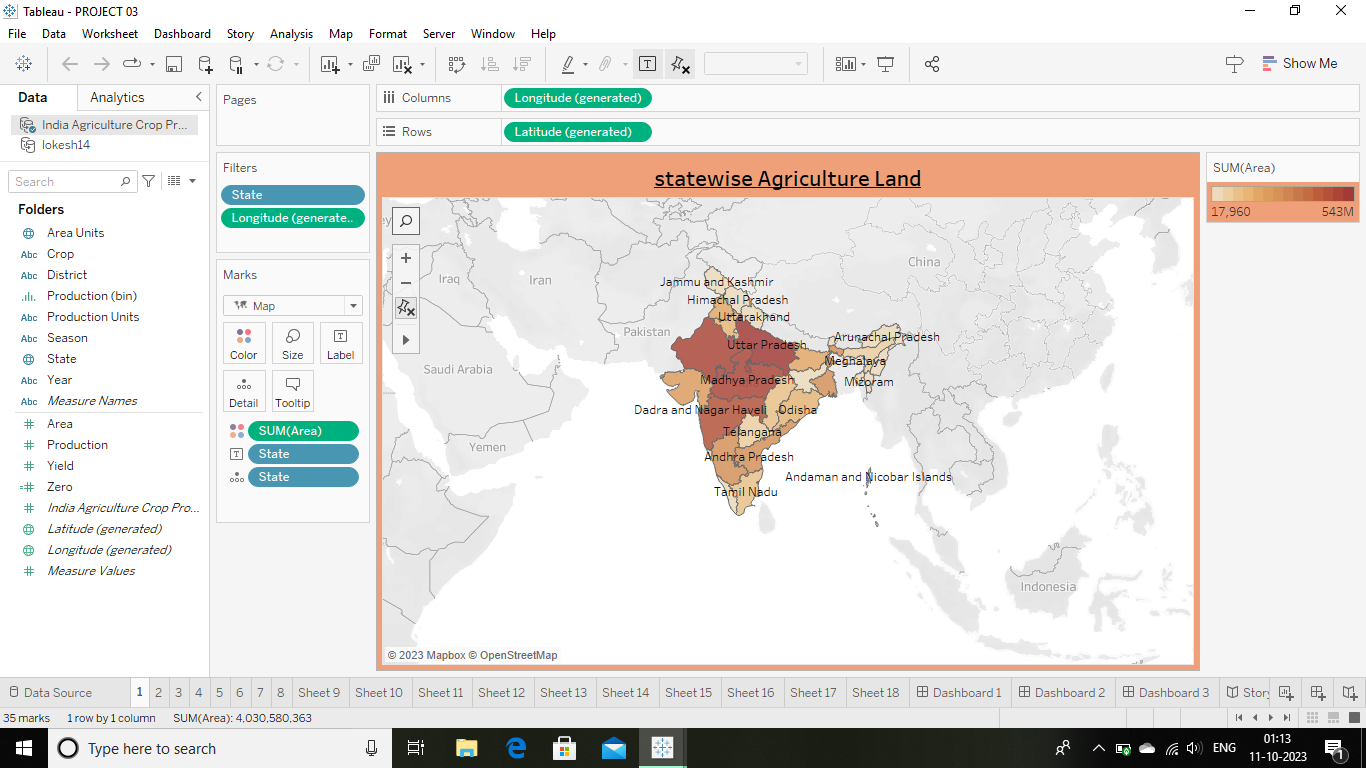 Tableau - PROJECT 03
File Data Worksheet Dashboard Story Analysis Map Format Server Window Help
Show Me
Data Analytics
India Agriculture Crop Pr...
lokesh14
Search
Folders
Area Units
Abc Crop
Abc District
Production (bin)
Abc Production Units
Abc Season
State
Abc Year
Abc Measure Names
Area
Production
Yield
Zero
India Agriculture Crop Pro...
Latitude (generated)
Longitude (generated)
Measure Values
Pages
Filters
State
Longitude (generate..
Marks
Map
Color Size Label
Detail Tooltip
SUM(Area)
State
State
Columns Longitude (generated)
Rows Latitude (generated)
statewise Agriculture Land
China
Iraq
Iran
Jammu and Kashmir
Himachal Pradesh
Uttarakhand
Pakistan
Arunachal Pradesh
Uttar Pradesh
Meghalaya
Saudi Arabia
Madhya Pradesh
Mizoram
Dadra and Nagar Haveli
Odisha
Telangana
Yemen
Andhra Pradesh
Andaman and Nicobar Islands
Tamil Nadu
Indonesia
© 2023 Mapbox © OpenStreetMap
SUM(Area)
17,960 543M
Data Source 1 2 3 4 5 6 7 8 Sheet 9 Sheet 10 Sheet 11 Sheet 12 Sheet 13 Sheet 14 Sheet 15 Sheet 16 Sheet 17 Sheet 18 Dashboard 1 Dashboard 2 Dashboard 3 Story
35 marks 1 row by 1 column SUM(Area): 4,030,580,363
Type here to search
ENG
01:13
11-10-2023
1